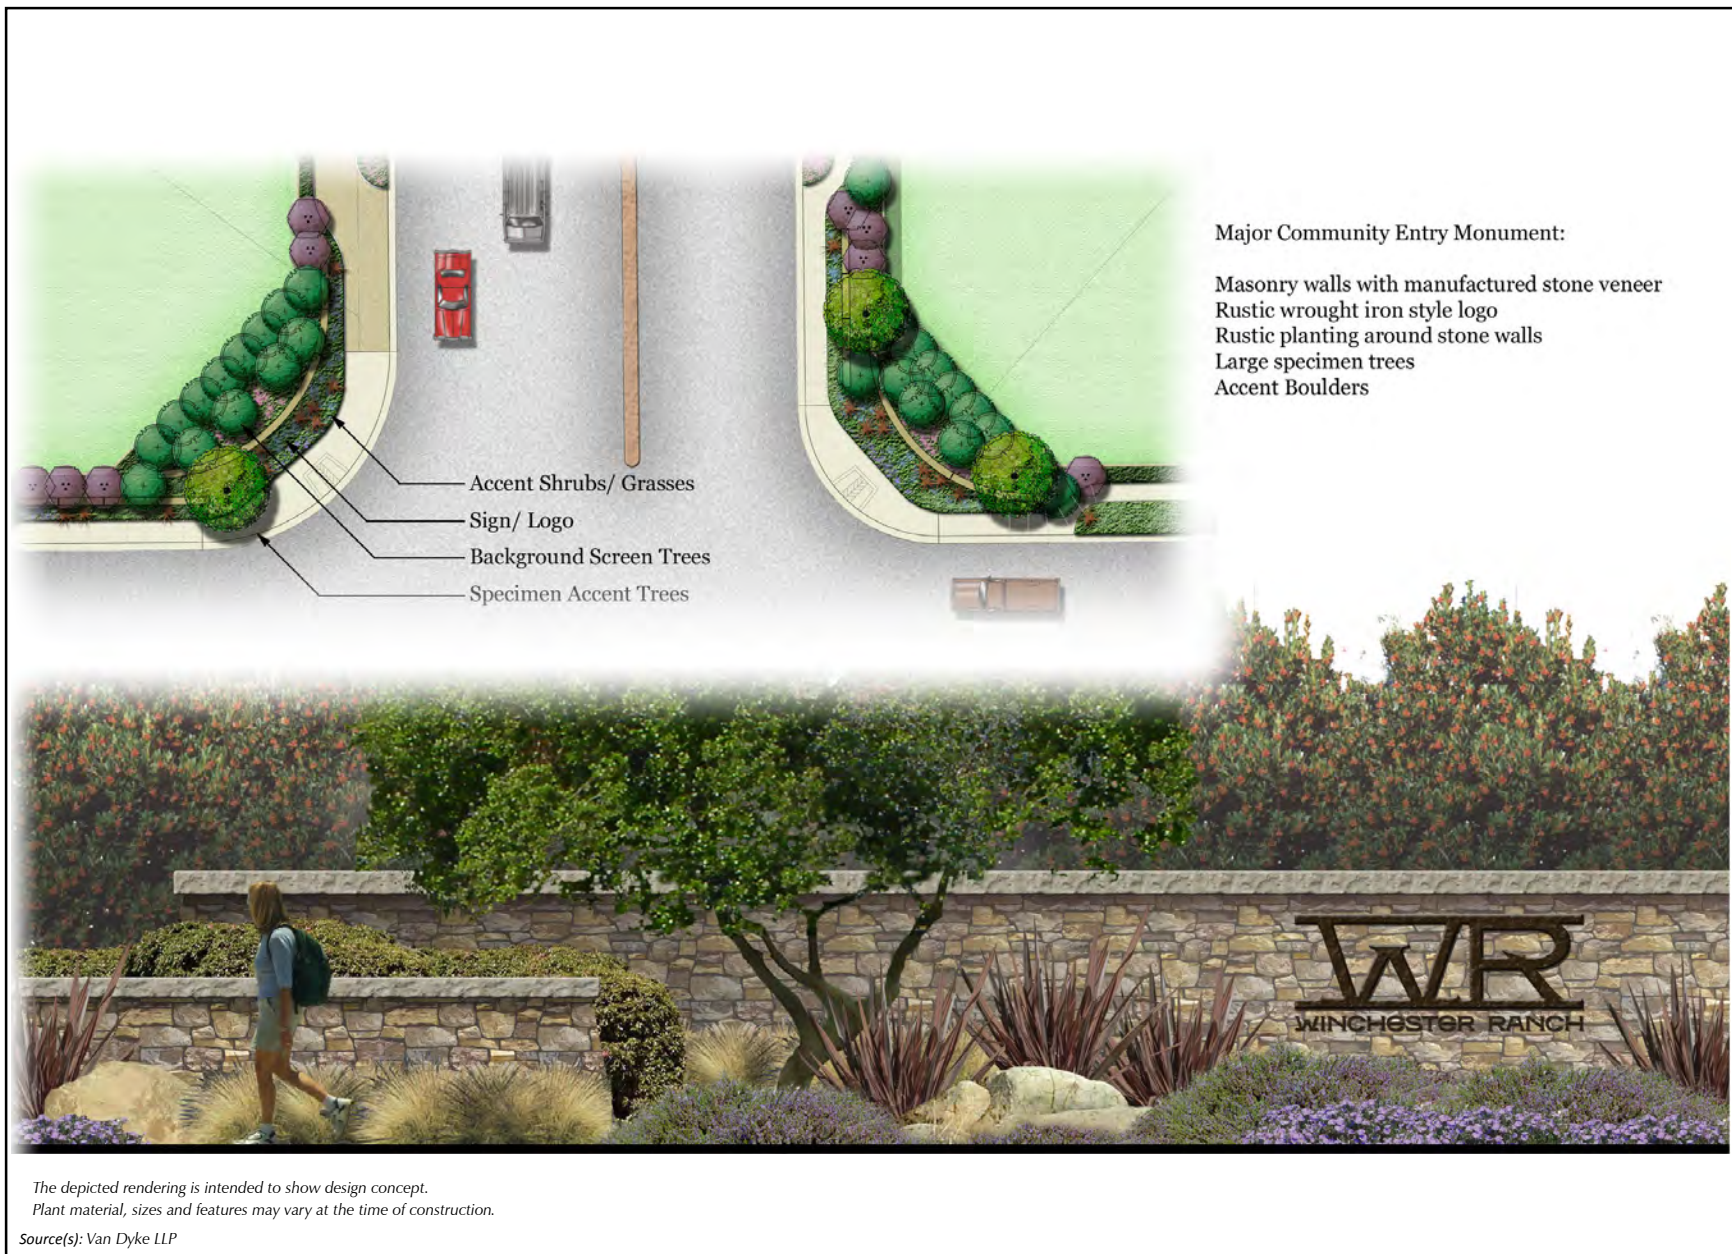 Major Community Entry Monument:
Masonry walls with manufactured stone veneer
Rustic wrought iron style logo
Rustic planting around stone walls
Large specimen trees
Accent Boulders
Accent Shrubs/ Grasses
Sign/ Logo
Background Screen Trees
Specimen Accent Trees
WR
WINCHESTER RANCH
The depicted rendering is intended to show design concept.
Plant material, sizes and features may vary at the time of construction.
Source(s): Van Dyke LLP